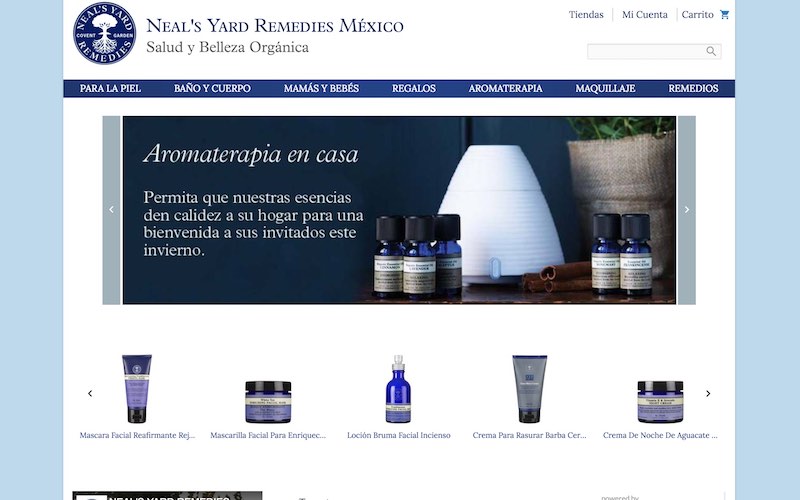 NEAL'S YARD
COVENT GARDEN
REMEDIES
NEAL'S YARD REMEDIES MÉXICO
Salud y Belleza Orgánica
Tiendas Mi Cuenta Carrito
PARA LA PIEL BAÑO Y CUERPO MAMÁS Y BEBÉS REGALOS AROMATERAPIA MAQUILLAJE REMEDIOS
Aromaterapia en casa
Permita que nuestras esencias
den calidez a su hogar para una
bienvenida a sus invitados este
invierno.
Mascara Facial Reafirmante Rej... Mascarilla Facial Para Enriquec... Loción Bruma Facial Incienso Crema Para Rasurar Barba Cer... Crema De Noche De Aguacate ...
NEAL'S YARD REMEDIES
powered by